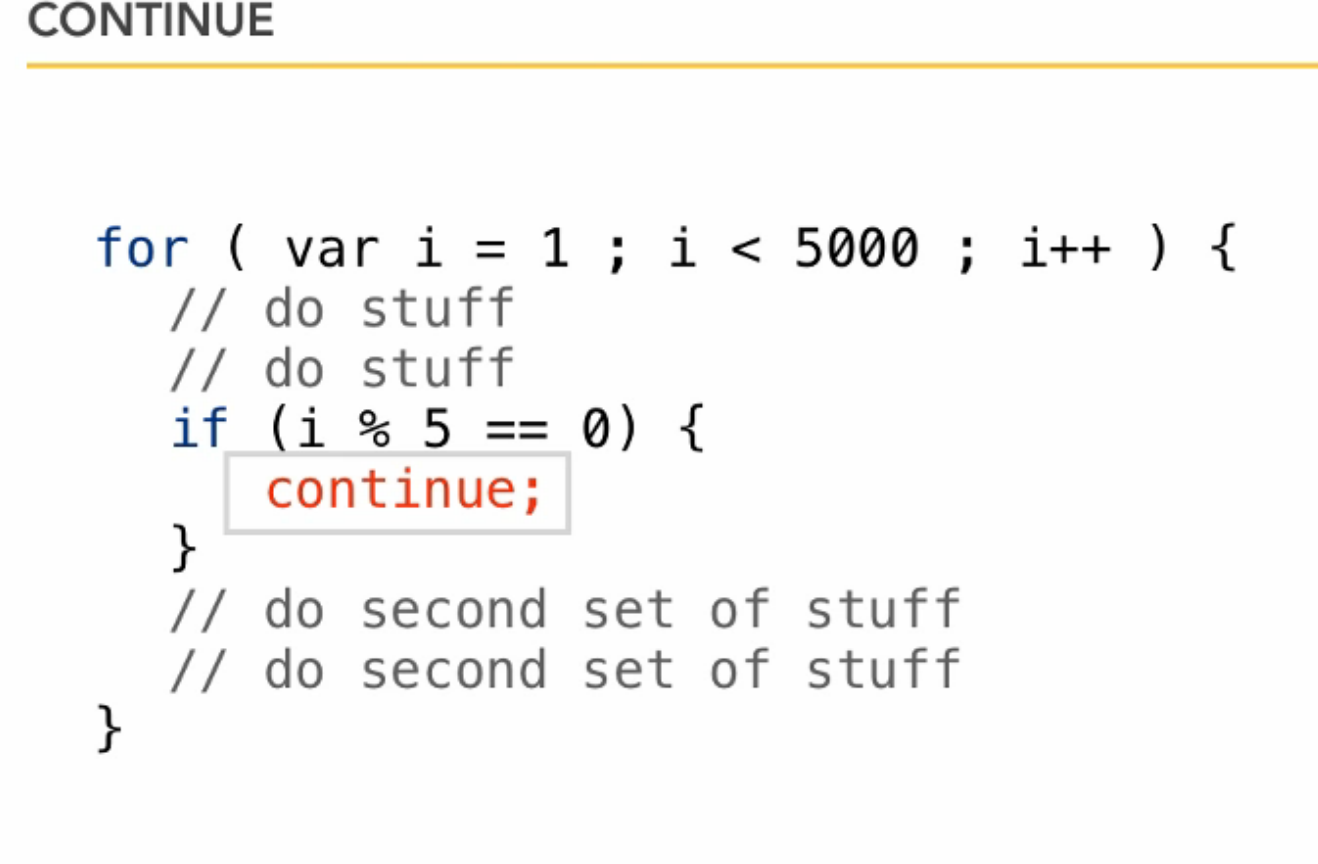 CONTINUE
for ( var i = 1 ; i < 5000 ; i++ ) {
// do stuff
// do stuff
if (i % 5 == 0) {
continue;
}
// do second set of stuff
// do second set of stuff
}